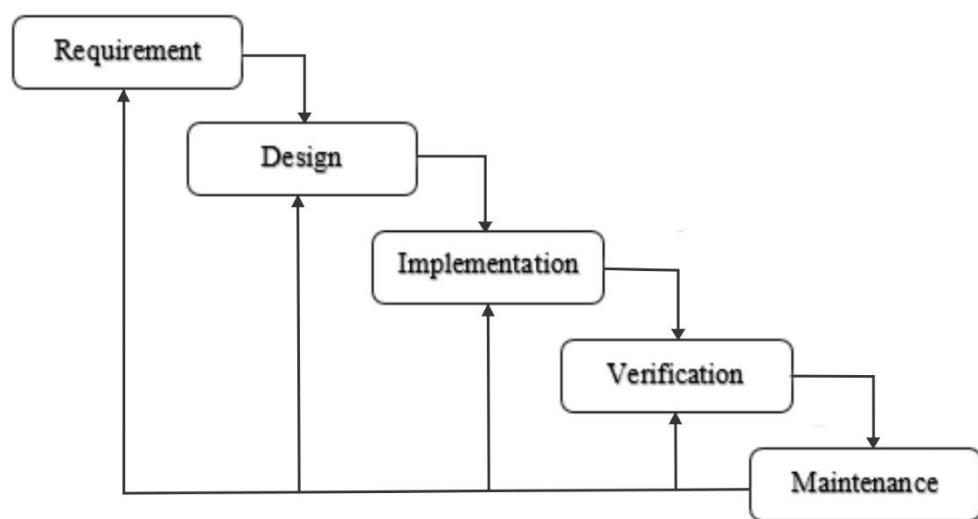 Requirement
Design
Implementation
Verification
Maintenance